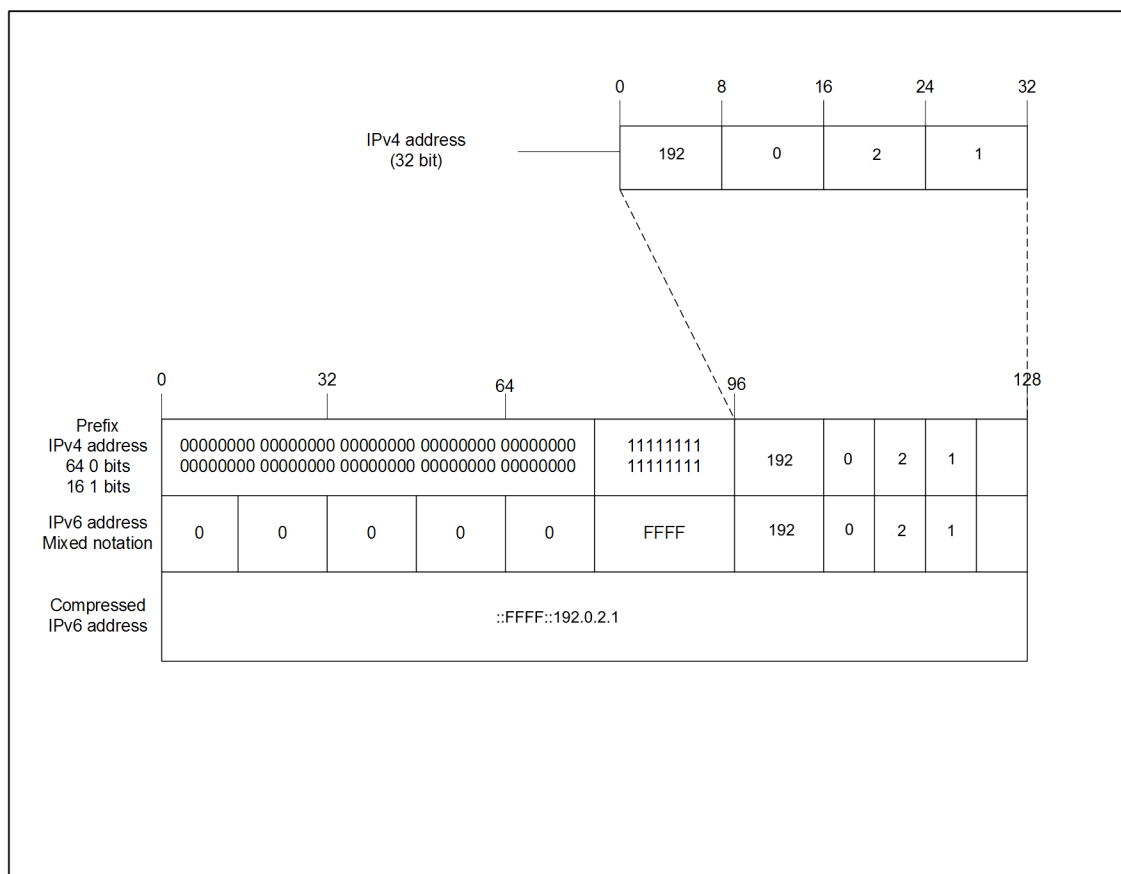 0 8 16 24 32
IPv4 address
(32 bit)
192 0 2 1
0 32 64 96 128
Prefix
IPv4 address
64 0 bits
16 1 bits
00000000 00000000 00000000 00000000 00000000
00000000 00000000 00000000 00000000 00000000
11111111
11111111
192 0 2 1
IPv6 address
Mixed notation
0 0 0 0 0 FFFF 192 0 2 1
Compressed
IPv6 address
::FFFF::192.0.2.1